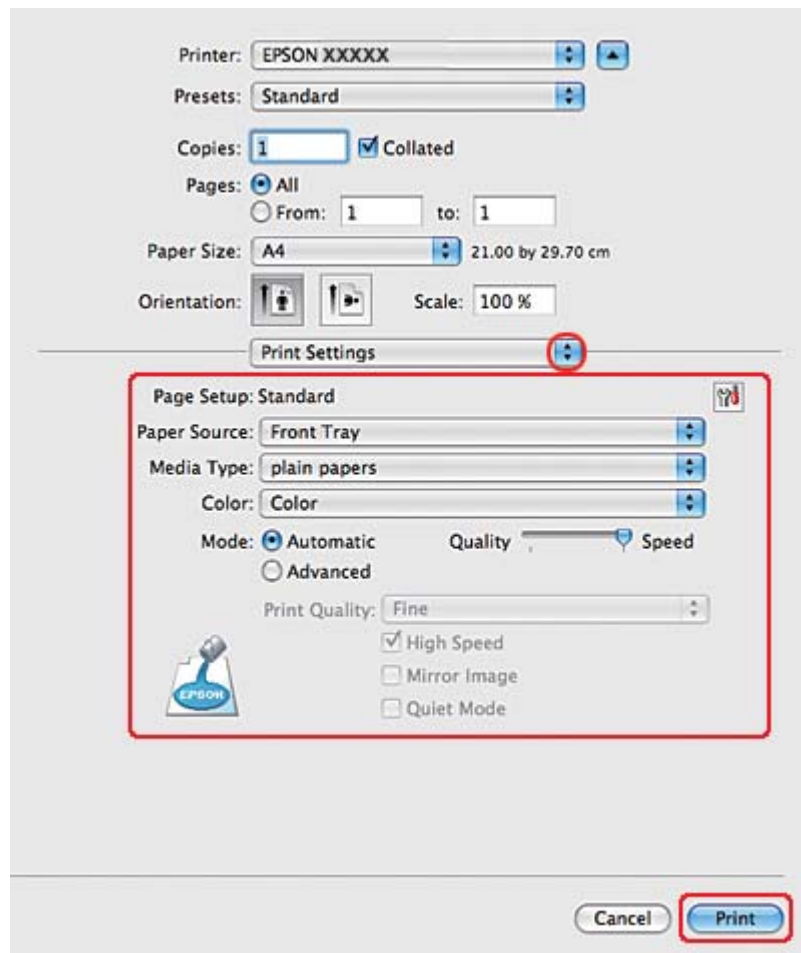 Printer: EPSON XXXXX
Presets: Standard
Copies: 1 Collated
Pages: All
From: 1 to: 1
Paper Size: A4 21.00 by 29.70 cm
Orientation: Scale: 100 %
Print Settings
Page Setup: Standard
Paper Source: Front Tray
Media Type: plain papers
Color: Color
Mode: Automatic Quality Speed
Advanced
Print Quality: Fine
High Speed
Mirror Image
EPSON
Quiet Mode
Cancel Print